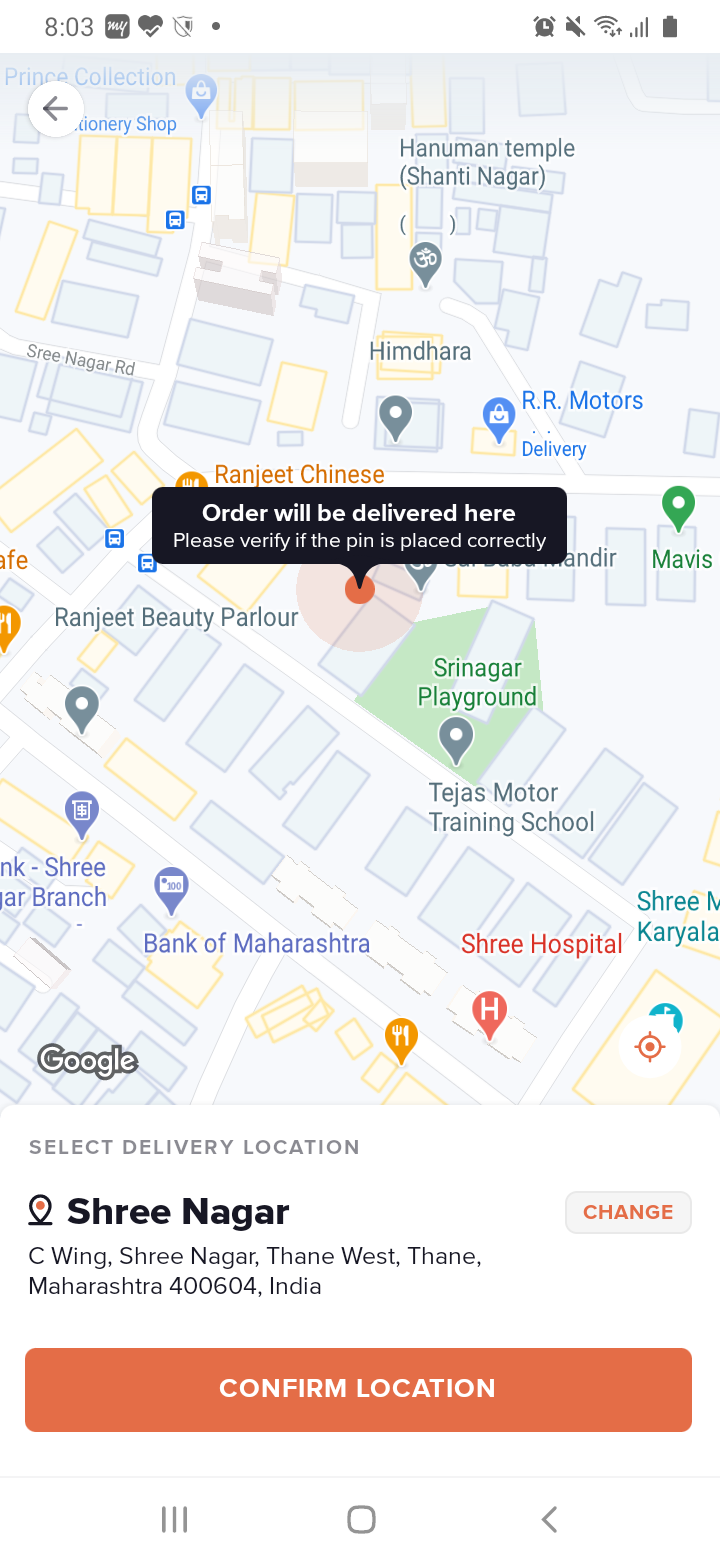 8:03
my
Prince Collection
tionery Shop
Hanuman temple
(Shanti Nagar)
( )
ॐ
Sree Nagar Rd
Himdhara
R.R. Motors
Delivery
Ranjeet Chinese
Order will be delivered here
Please verify if the pin is placed correctly
afe
Mandir
Mavis
Ranjeet Beauty Parlour
Srinagar
Playground
Tejas Motor
Training School
nk - Shree
gar Branch
-
100
Bank of Maharashtra
Shree M
Karyala
Shree Hospital
H
Google
SELECT DELIVERY LOCATION
Shree Nagar
CHANGE
C Wing, Shree Nagar, Thane West, Thane,
Maharashtra 400604, India
CONFIRM LOCATION